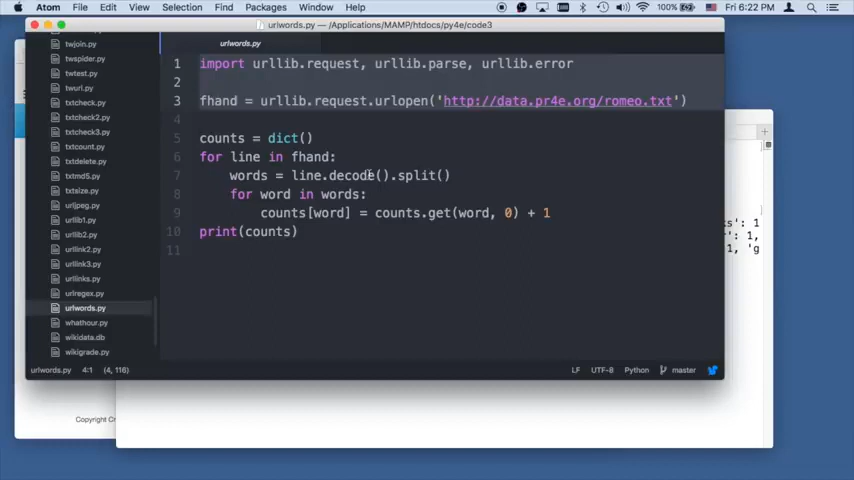 Atom File Edit View Selection Find Packages Window Help 100% Fri 6:22 PM
urlwords.py — /Applications/MAMP/htdocs/py4e/code3
twjoin.py
twspider.py
twtest.py
twurl.py
txtcheck.py
txtcheck2.py
txtcheck3.py
txtcount.py
txtdelete.py
txtmd5.py
txtsize.py
urljpeg.py
urllib1.py
urllib2.py
urllink2.py
urllink3.py
urllinks.py
urlregex.py
urlwords.py
whathour.py
wikidata.db
wikigrade.py
urlwords.py
1 import urllib.request, urllib.parse, urllib.error
2
3 fhand = urllib.request.urlopen('http://data.pr4e.org/romeo.txt')
4
5 counts = dict()
6 for line in fhand:
7 words = line.decode().split()
8 for word in words:
9 counts[word] = counts.get(word, 0) + 1
10 print(counts)
11
urlwords.py 4:1 (4, 116) LF UTF-8 Python master
': 1
': 1,
1, 'g
Copyright